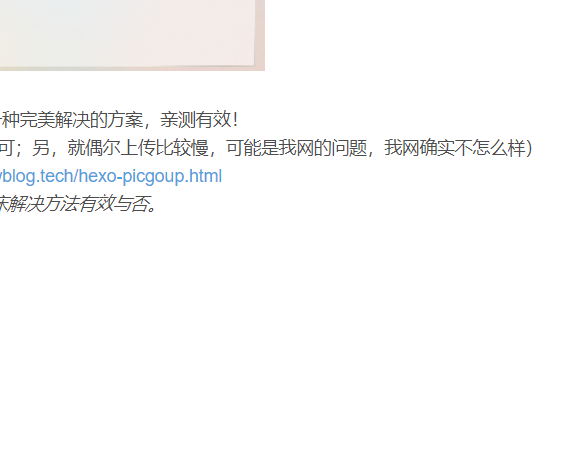 种完美解决的方案，亲测有效！
可；另，就偶尔上传比较慢，可能是我网的问题，我网确实不怎么样）
blog.tech/hexo-picgoup.html
解决方法有效与否。